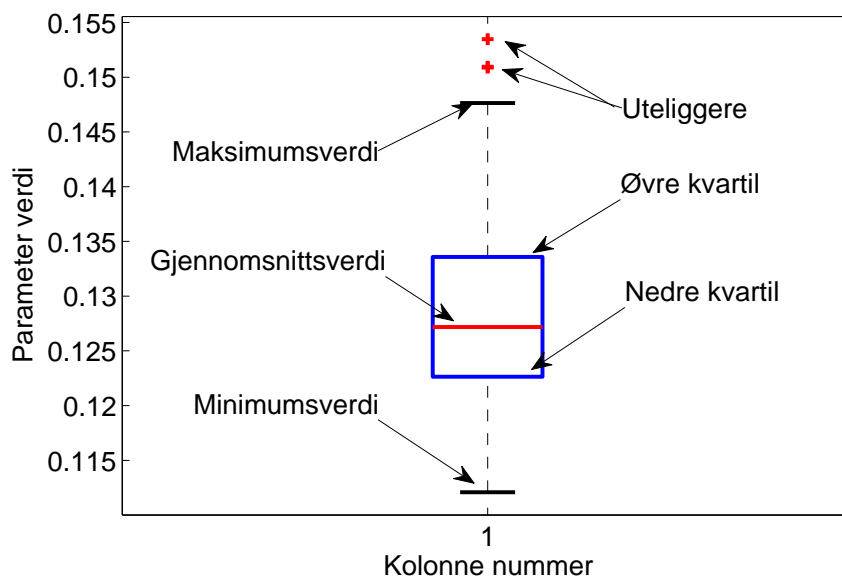 0.155
0.15
0.145
0.14
0.135
0.13
0.125
0.12
0.115
Parameter verdi
Uteliggere
Maksimumsverdi
Øvre kvartil
Gjennomsnittsverdi
Nedre kvartil
Minimumsverdi
1
Kolonne nummer